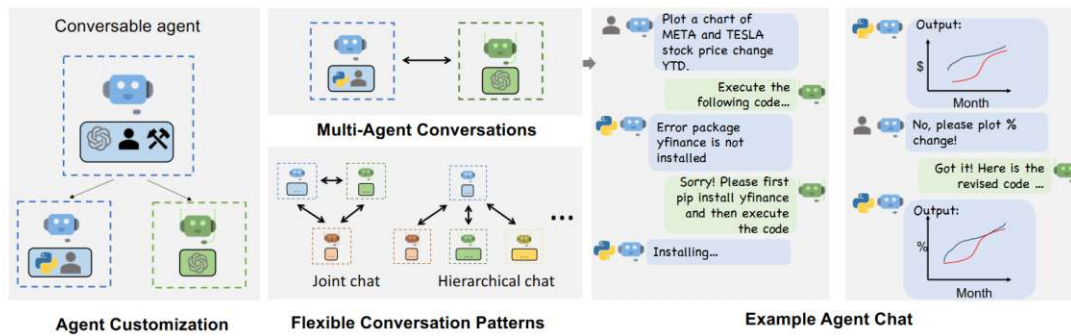 Conversable agent
Agent Customization
Multi-Agent Conversations
...
Joint chat
Hierarchical chat
Flexible Conversation Patterns
Plot a chart of
META and TESLA
stock price change
YTD.
Execute the
following code...
Error package
yfinance is not
installed
Sorry! Please first
pip install yfinance
and then execute
the code
Installing...
Output:
$
Month
No, please plot %
change!
Got it! Here is the
revised code ...
Output:
%
Month
Example Agent Chat